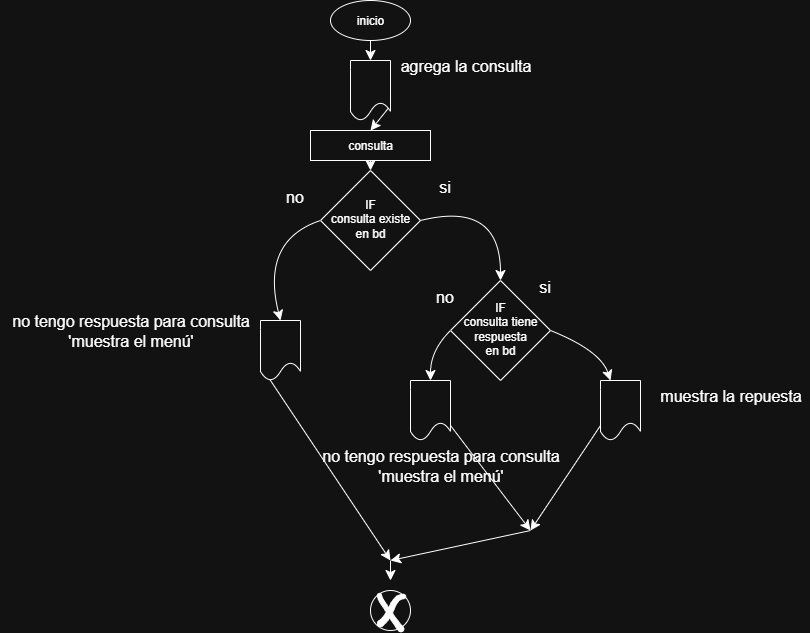 inicio
agrega la consulta
consulta
no
si
IF
consulta existe
en bd
no
si
IF
consulta tiene
respuesta
en bd
no tengo respuesta para consulta
'muestra el menú'
muestra la repuesta
no tengo respuesta para consulta
'muestra el menú'
X